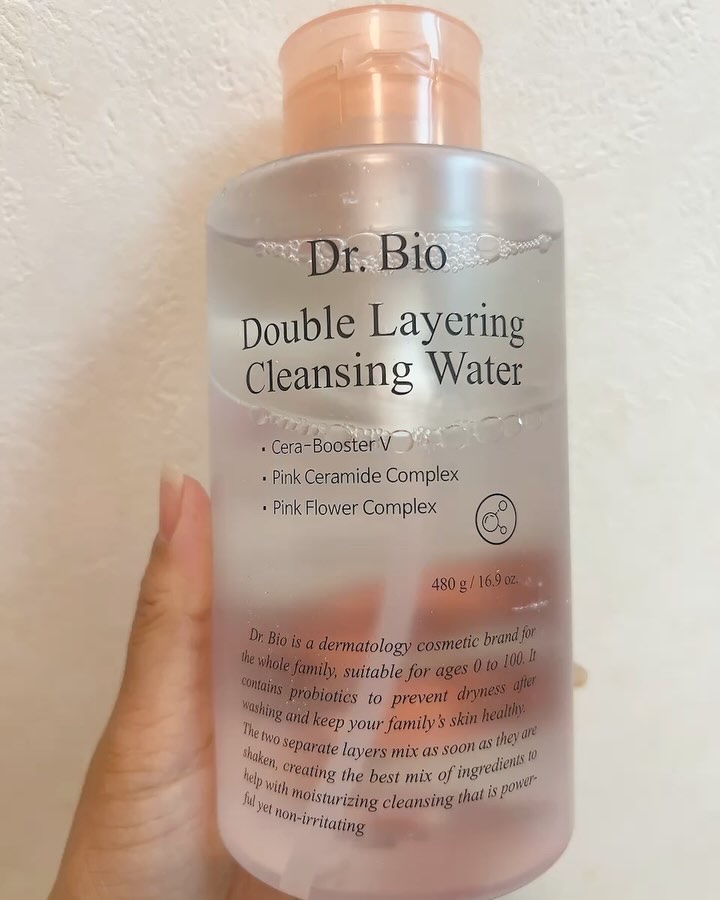 Dr. Bio
Double Layering
Cleansing Water
· Cera-Booster V
· Pink Ceramide Complex
· Pink Flower Complex
480 g / 16.9 oz.
Dr. Bio is a dermatology cosmetic brand for
the whole family, suitable for ages 0 to 100. It
contains probiotics to prevent dryness after
washing and keep your family's skin healthy.
The two separate layers mix as soon as they are
shaken, creating the best mix of ingredients to
help with moisturizing cleansing that is power-
ful yet non-irritating